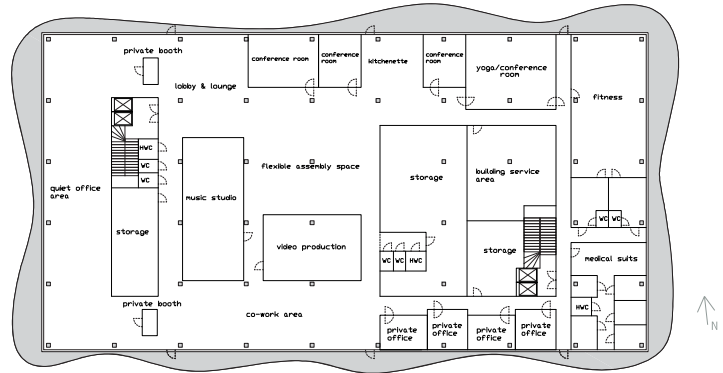 private booth
conference room
conference
room
kitchenette
conference
room
yoga/conference
room
lobby & lounge
fitness
HWC
WC
WC
quiet office
area
flexible assembly space
storage
building service
area
music studio
storage
WC
WC
video production
storage
WC
WC
HWC
medical suits
private booth
HWC
co-work area
private
office
private
office
private
office
private
office
N